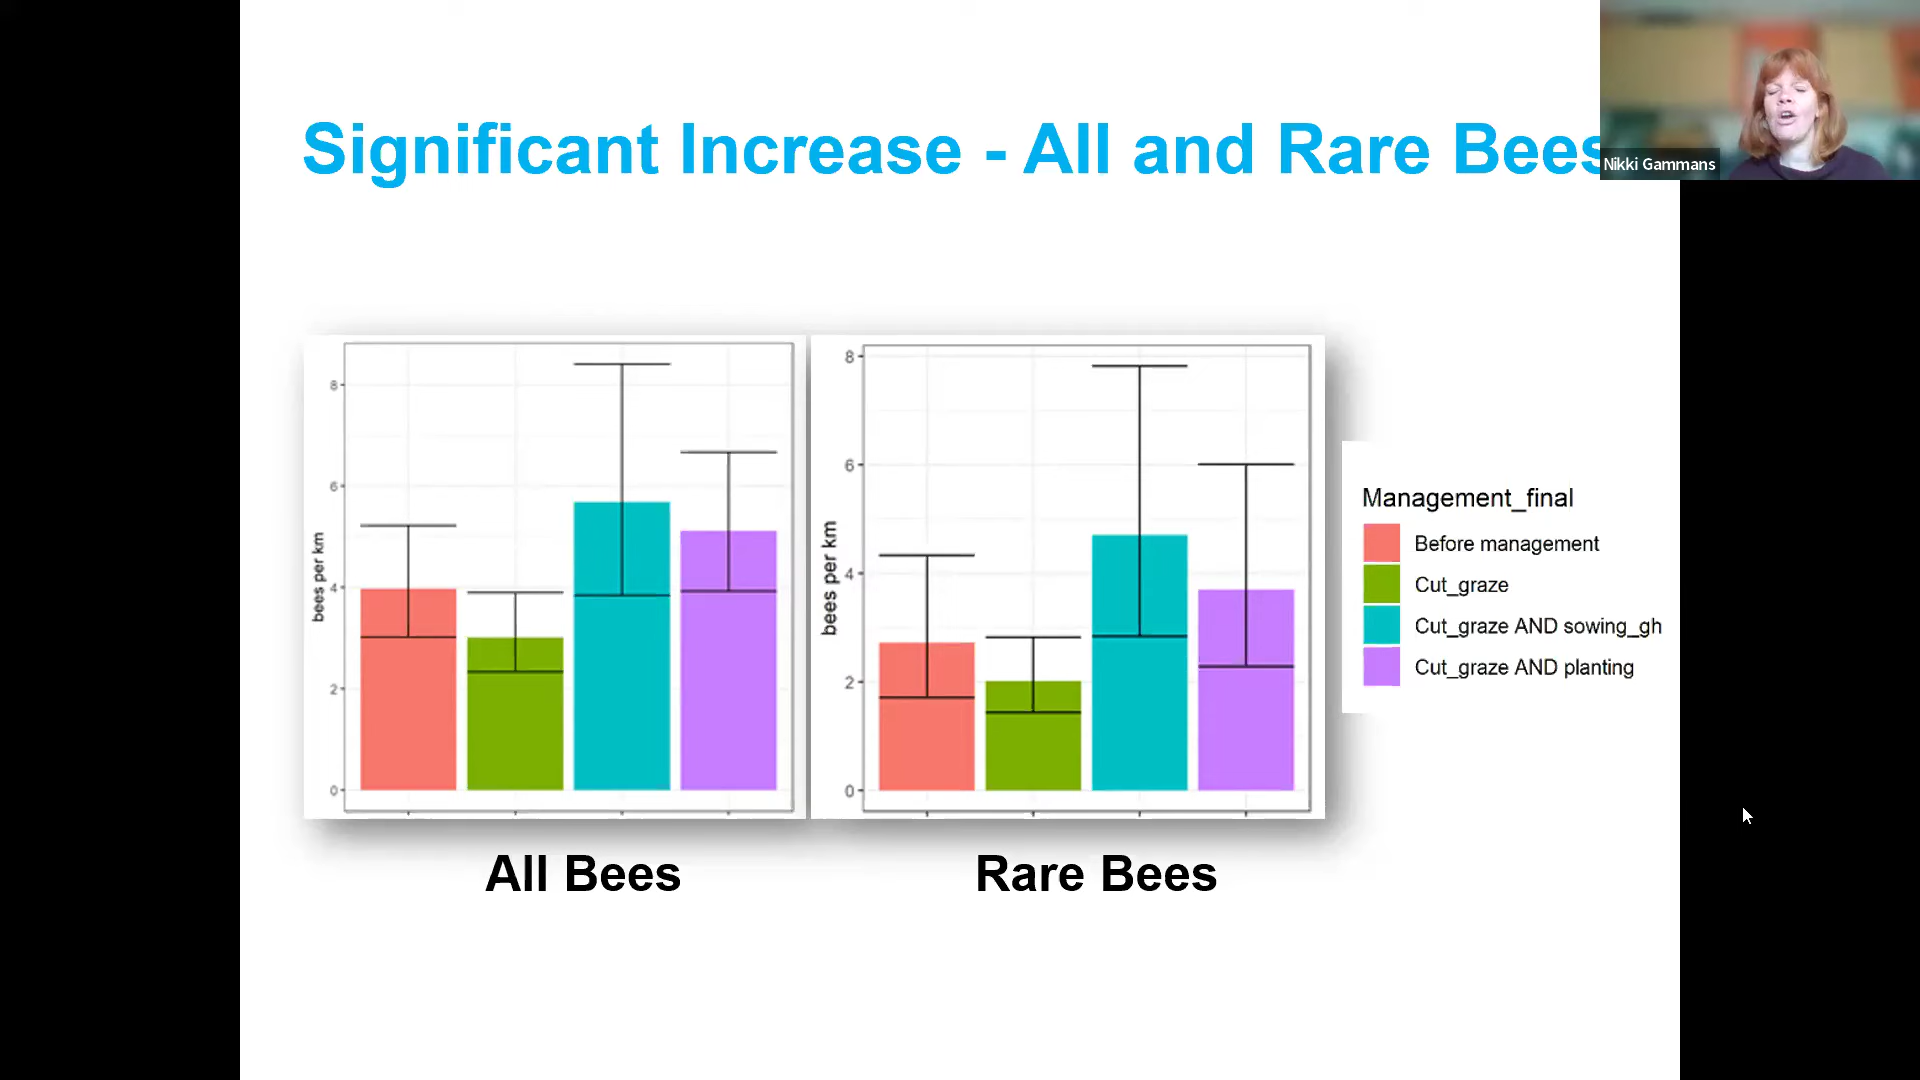 Significant Increase - All and Rare Bees
Nikki Gammans
8
6
4
2
0
bees per km
8
6
4
2
0
bees per km
Management_final
Before management
Cut_graze
Cut_graze AND sowing_gh
Cut_graze AND planting
All Bees
Rare Bees